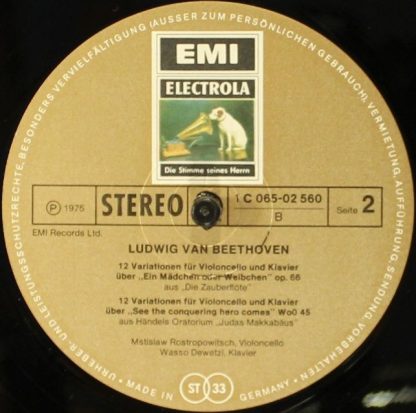 URHEBER- UND LEISTUNGSSCHUTZRECHTE, BESONDERS VERVIELFÄLTIGUNG (AUSSER ZUM PERSÖNLICHEN GEBRAUCH), VERMIETUNG, AUFFÜHRUNG, SENDUNG VORBEHALTEN
EMI
ELECTROLA
Die Stimme seines Herrn
Ⓟ 1975
STEREO
1 C 065-02 560
B
Seite 2
EMI Records Ltd.
LUDWIG VAN BEETHOVEN
12 Variationen für Violoncello und Klavier
über „Ein Mädchen oder Weibchen" op. 66
aus „Die Zauberflöte"
12 Variationen für Violoncello und Klavier
über "See the conquering hero comes" WoO 45
aus Händels Oratorium „Judas Makkabäus"
Mstislaw Rostropowitsch, Violoncello
Wasso Dewetzi, Klavier
MADE IN GERMANY
ST 33